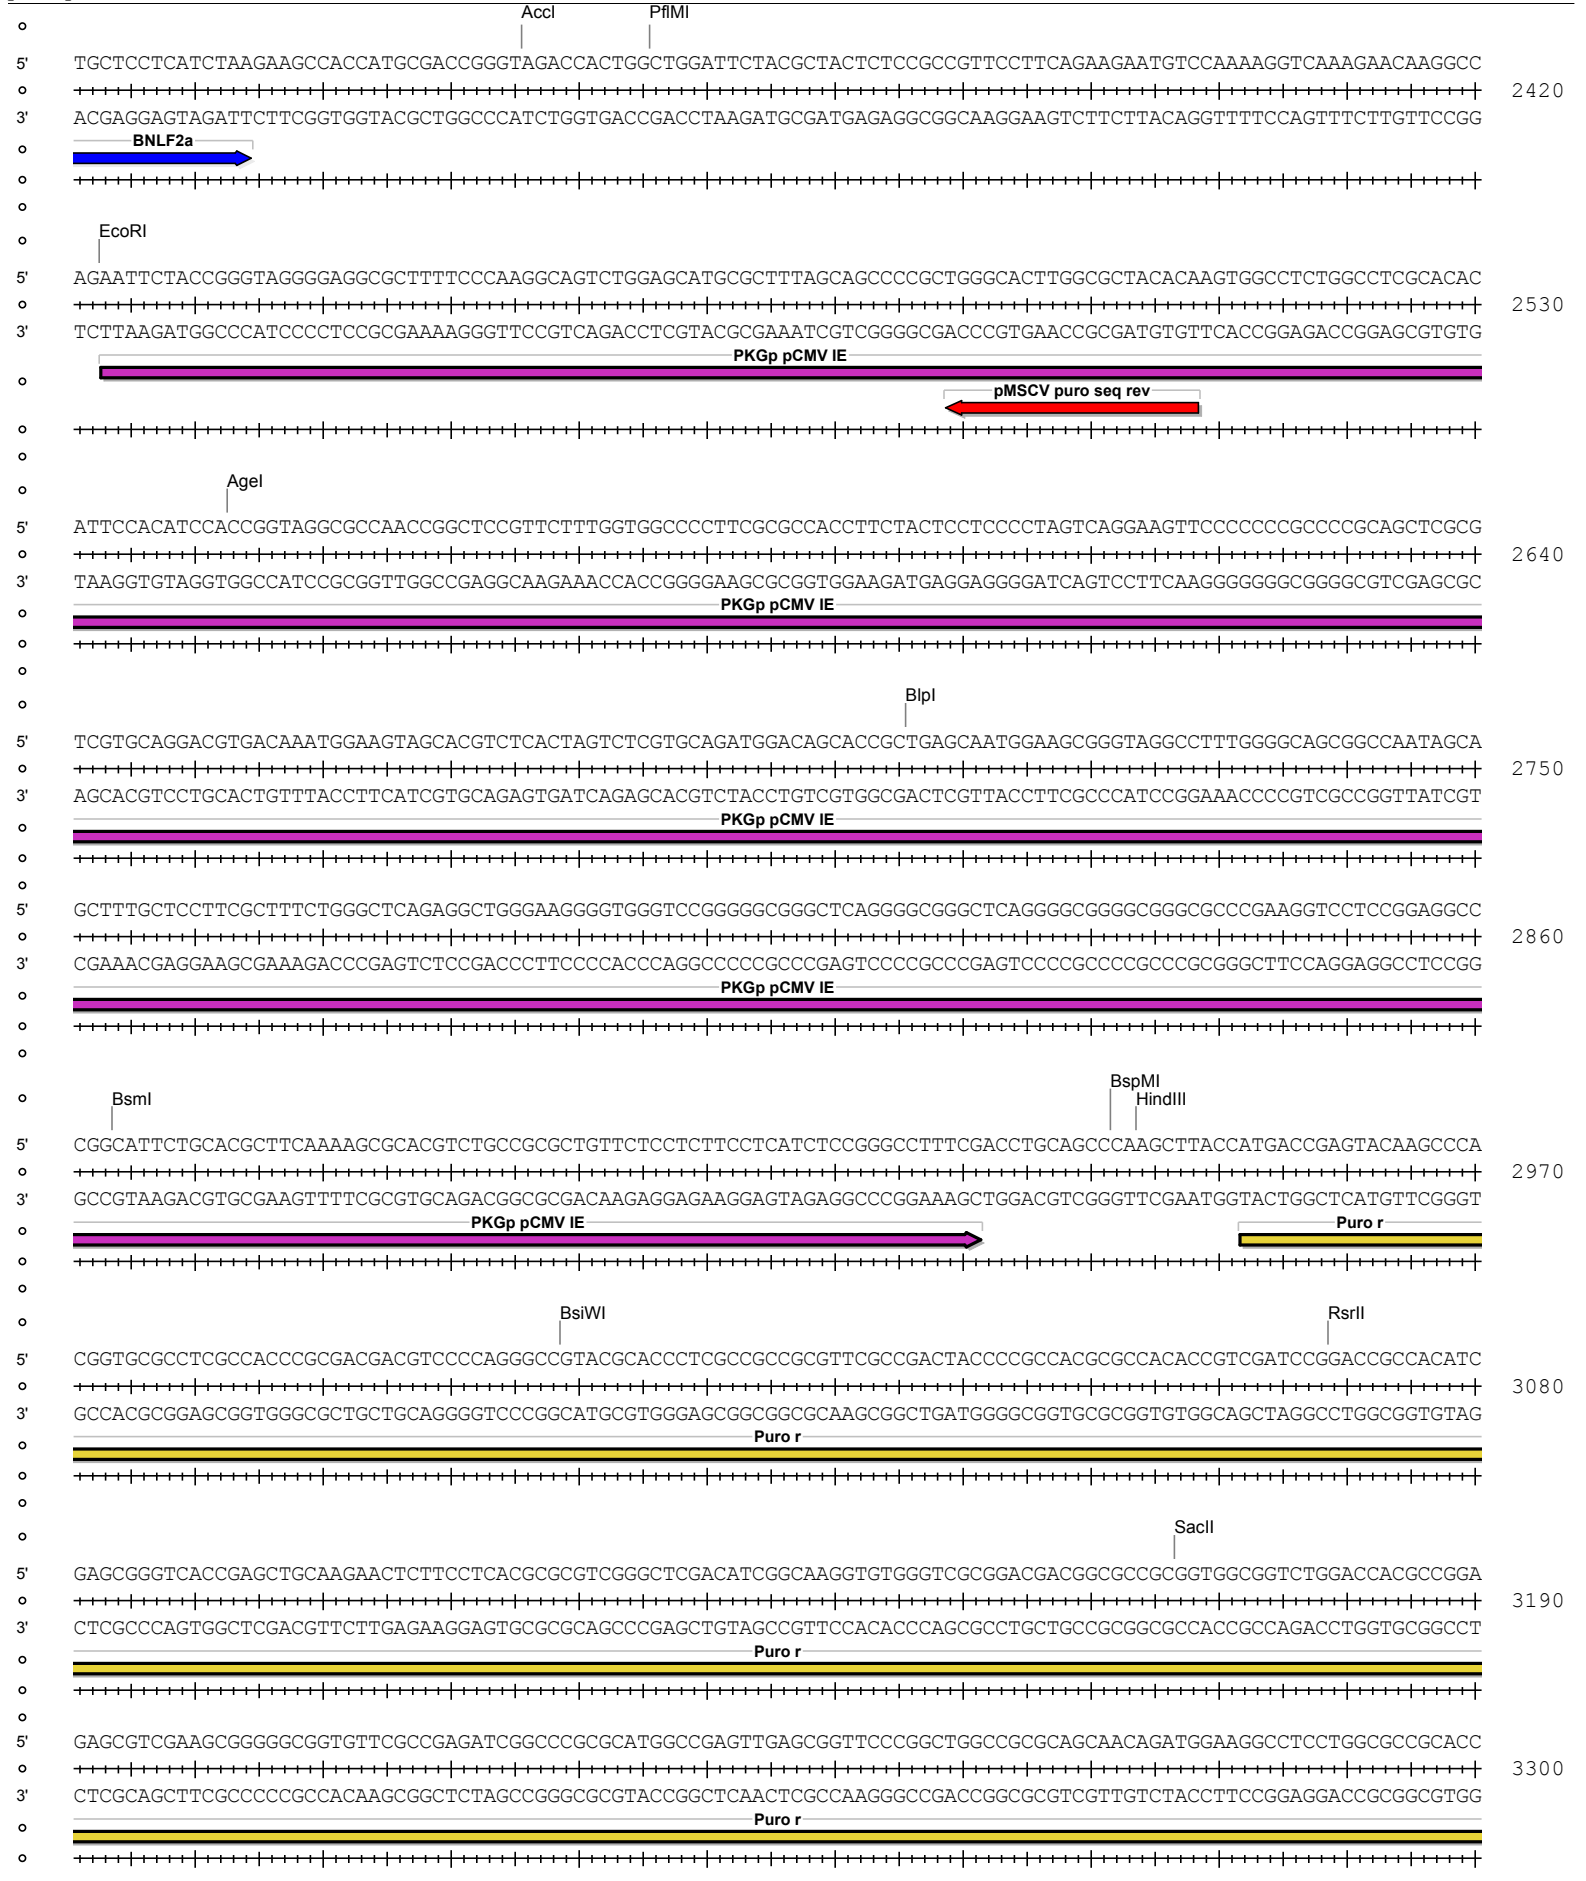 AccI PflMI
5' TGCTCCTCATCTAAGAAGCCACCATGCGACCGGGTAGACCACTGGCTGGATTCTACGCTACTCTCCGCCGTTCCTTCAGAAGAATGTCCAAAAGGTCAAAGAACAAGGCC
2420
3' ACGAGGAGTAGATTCTTCGGTGGTACGCTGGCCCATCTGGTGACCGACCTAAGATGCGATGAGAGGCGGCAAGGAAGTCTTCTTACAGGTTTTCCAGTTTCTTGTTCCGG
BNLF2a
EcoRI
5' AGAATTCTACCGGGTAGGGGAGGCGCTTTTCCCAAGGCAGTCTGGAGCATGCGCTTTAGCAGCCCCGCTGGGCACTTGGCGCTACACAAGTGGCCTCTGGCCTCGCACAC
2530
3' TCTTAAGATGGCCCATCCCCTCCGCGAAAAGGGTTCCGTCAGACCTCGTACGCGAAATCGTCGGGGCGACCCGTGAACCGCGATGTGTTCACCGGAGACCGGAGCGTGTG
PKGp pCMV IE
pMSCV puro seq rev
AgeI
5' ATTCCACATCCACCGGTAGGCGCCAACCGGCTCCGTTCTTTGGTGGCCCCTTCGCGCCACCTTCTACTCCTCCCCTAGTCAGGAAGTTCCCCCCCGCCCCGCAGCTCGCG
2640
3' TAAGGTGTAGGTGGCCATCCGCGGTTGGCCGAGGCAAGAAACCACCGGGGAAGCGCGGTGGAAGATGAGGAGGGGATCAGTCCTTCAAGGGGGGGCGGGGCGTCGAGCGC
PKGp pCMV IE
BlpI
5' TCGTGCAGGACGTGACAAATGGAAGTAGCACGTCTCACTAGTCTCGTGCAGATGGACAGCACCGCTGAGCAATGGAAGCGGGTAGGCCTTTGGGGCAGCGGCCAATAGCA
2750
3' AGCACGTCCTGCACTGTTTACCTTCATCGTGCAGAGTGATCAGAGCACGTCTACCTGTCGTGGCGACTCGTTACCTTCGCCCATCCGGAAACCCCGTCGCCGGTTATCGT
PKGp pCMV IE
5' GCTTTGCTCCTTCGCTTTCTGGGCTCAGAGGCTGGGAAGGGGTGGGTCCGGGGGCGGGCTCAGGGGCGGGCTCAGGGGCGGGGCGGGCGCCCGAAGGTCCTCCGGAGGCC
2860
3' CGAAACGAGGAAGCGAAAGACCCGAGTCTCCGACCCTTCCCCACCCAGGCCCCCGCCCGAGTCCCCGCCCGAGTCCCCGCCCCGCCCGCGGGCTTCCAGGAGGCCTCCGG
PKGp pCMV IE
BspMI
BsmI HindIII
5' CGGCATTCTGCACGCTTCAAAAGCGCACGTCTGCCGCGCTGTTCTCCTCTTCCTCATCTCCGGGCCTTTCGACCTGCAGCCCAAGCTTACCATGACCGAGTACAAGCCCA
2970
3' GCCGTAAGACGTGCGAAGTTTTCGCGTGCAGACGGCGCGACAAGAGGAGAAGGAGTAGAGGCCCGGAAAGCTGGACGTCGGGTTCGAATGGTACTGGCTCATGTTCGGGT
PKGp pCMV IE Puro r
BsiWI RsrII
5' CGGTGCGCCTCGCCACCCGCGACGACGTCCCCAGGGCCGTACGCACCCTCGCCGCCGCGTTCGCCGACTACCCCGCCACGCGCCACACCGTCGATCCGGACCGCCACATC
3080
3' GCCACGCGGAGCGGTGGGCGCTGCTGCAGGGGTCCCGGCATGCGTGGGAGCGGCGGCGCAAGCGGCTGATGGGGCGGTGCGCGGTGTGGCAGCTAGGCCTGGCGGTGTAG
Puro r
SacII
5' GAGCGGGTCACCGAGCTGCAAGAACTCTTCCTCACGCGCGTCGGGCTCGACATCGGCAAGGTGTGGGTCGCGGACGACGGCGCCGCGGTGGCGGTCTGGACCACGCCGGA
3190
3' CTCGCCCAGTGGCTCGACGTTCTTGAGAAGGAGTGCGCGCAGCCCGAGCTGTAGCCGTTCCACACCCAGCGCCTGCTGCCGCGGCGCCACCGCCAGACCTGGTGCGGCCT
Puro r
5' GAGCGTCGAAGCGGGGGCGGTGTTCGCCGAGATCGGCCCGCGCATGGCCGAGTTGAGCGGTTCCCGGCTGGCCGCGCAGCAACAGATGGAAGGCCTCCTGGCGCCGCACC
3300
3' CTCGCAGCTTCGCCCCCGCCACAAGCGGCTCTAGCCGGGCGCGTACCGGCTCAACTCGCCAAGGGCCGACCGGCGCGTCGTTGTCTACCTTCCGGAGGACCGCGGCGTGG
Puro r